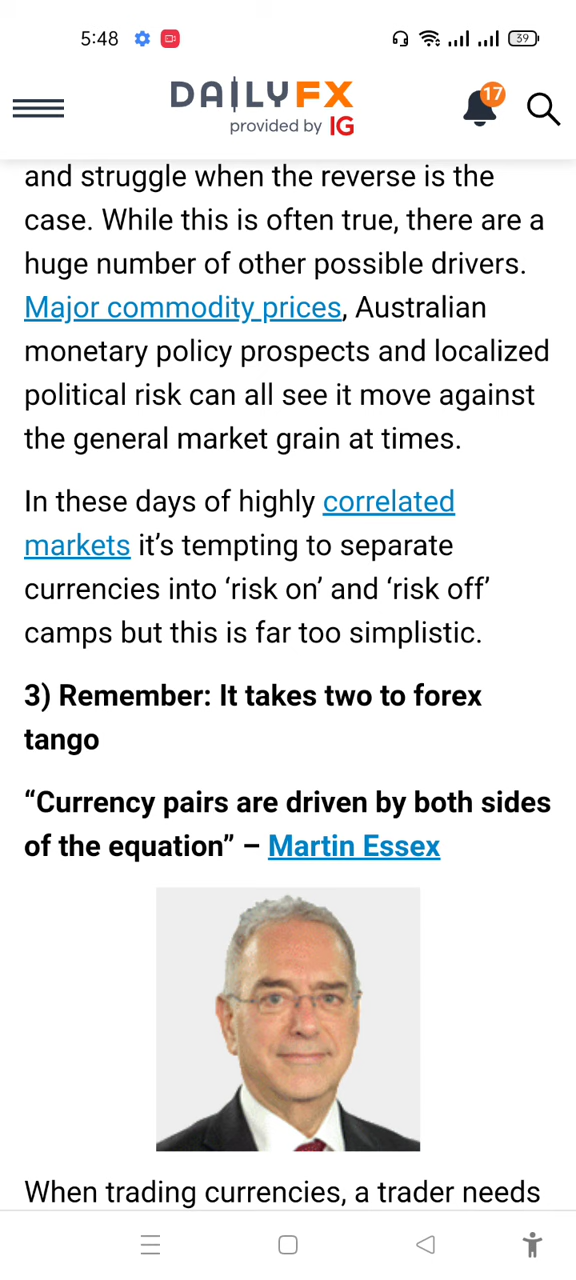 5:48
39
DAILYFX
17
provided by IG
and struggle when the reverse is the
case. While this is often true, there are a
huge number of other possible drivers.
Major commodity prices, Australian
monetary policy prospects and localized
political risk can all see it move against
the general market grain at times.
In these days of highly correlated
markets it’s tempting to separate
currencies into ‘risk on’ and ‘risk off’
camps but this is far too simplistic.
3) Remember: It takes two to forex
tango
“Currency pairs are driven by both sides
of the equation” – Martin Essex
When trading currencies, a trader needs